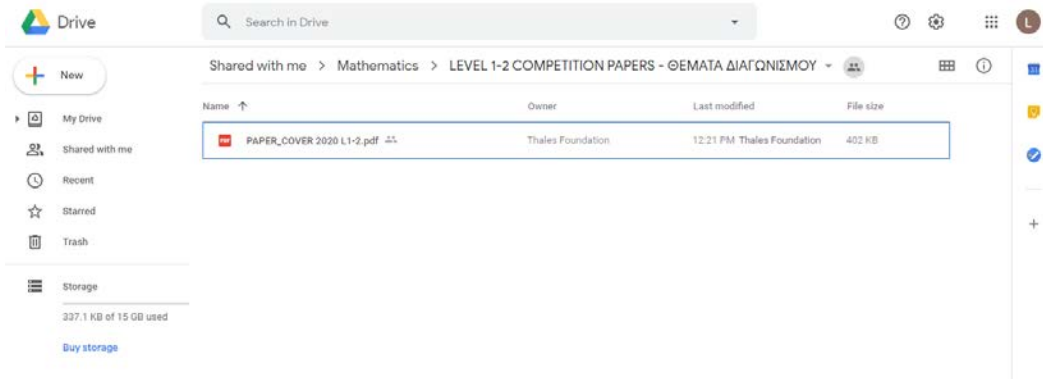 Drive
Search in Drive
L
New
Shared with me > Mathematics > LEVEL 1-2 COMPETITION PAPERS - ΘΕΜΑΤΑ ΔΙΑΓΩΝΙΣΜΟΥ
Name Owner Last modified File size
PDF PAPER_COVER 2020 L1-2.pdf Thales Foundation 12:21 PM Thales Foundation 402 KB
My Drive
Shared with me
Recent
Starred
Trash
Storage
337.1 KB of 15 GB used
Buy storage
31